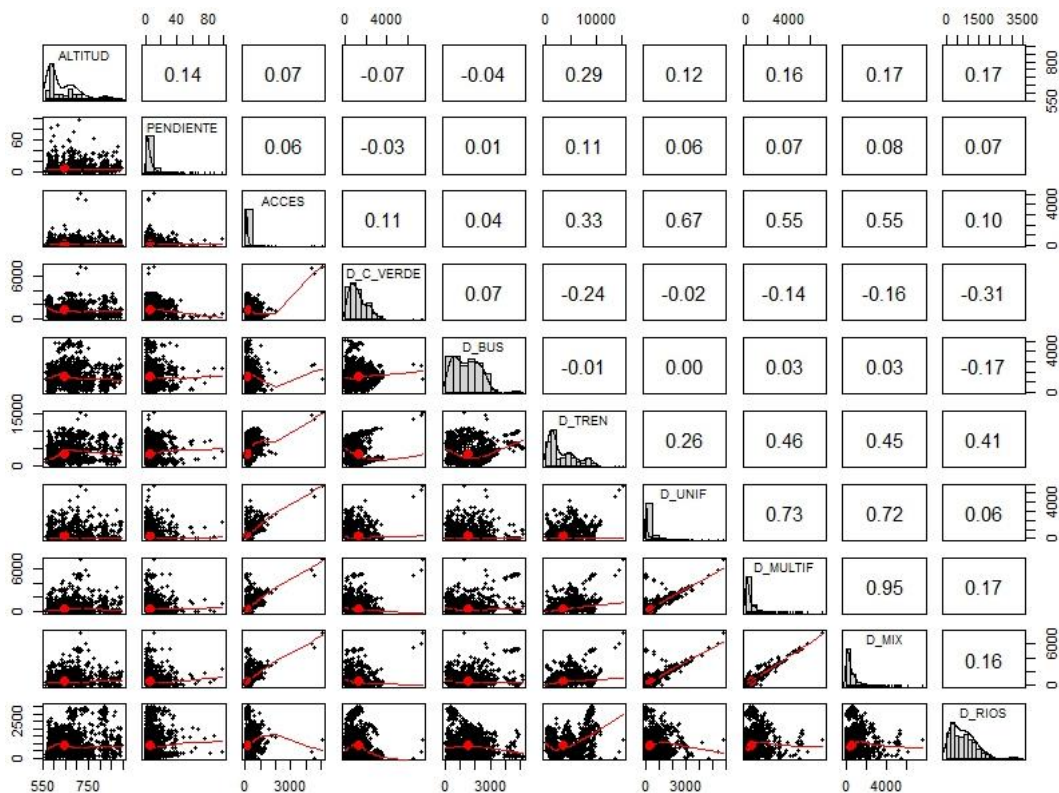 0 40 80 0 4000 0 10000 0 4000 0 1500 3500
ALTITUD 0.14 0.07 -0.07 -0.04 0.29 0.12 0.16 0.17 0.17 550 800
0 60 PENDIENTE 0.06 -0.03 0.01 0.11 0.06 0.07 0.08 0.07
ACCES 0.11 0.04 0.33 0.67 0.55 0.55 0.10 0 4000
0 6000 D_C_VERDE 0.07 -0.24 -0.02 -0.14 -0.16 -0.31
D_BUS -0.01 0.00 0.03 0.03 -0.17 0 4000
0 15000 D_TREN 0.26 0.46 0.45 0.41
D_UNIF 0.73 0.72 0.06 0 4000
0 6000 D_MULTIF 0.95 0.17
D_MIX 0.16 0 6000
0 2500 D_RIOS
550 750 0 3000 0 3000 0 3000 0 4000